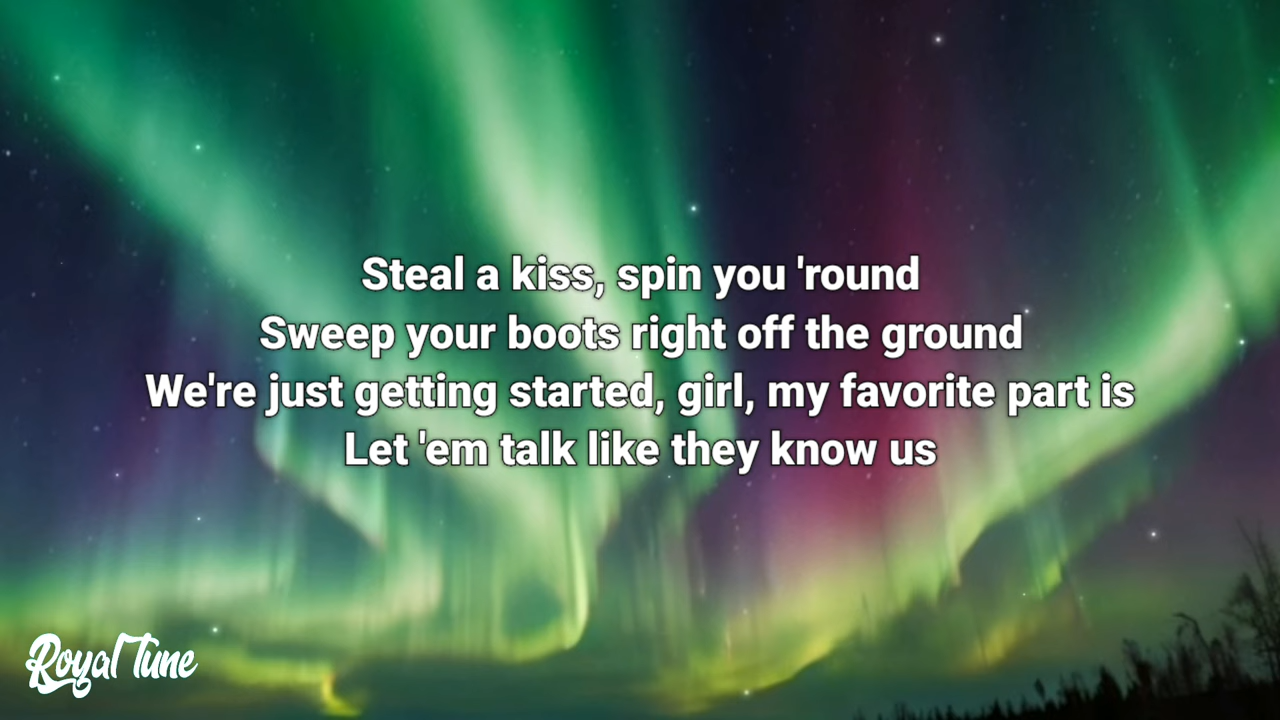 Steal a kiss, spin you 'round
Sweep your boots right off the ground
We're just getting started, girl, my favorite part is
Let 'em talk like they know us
Royal Tune